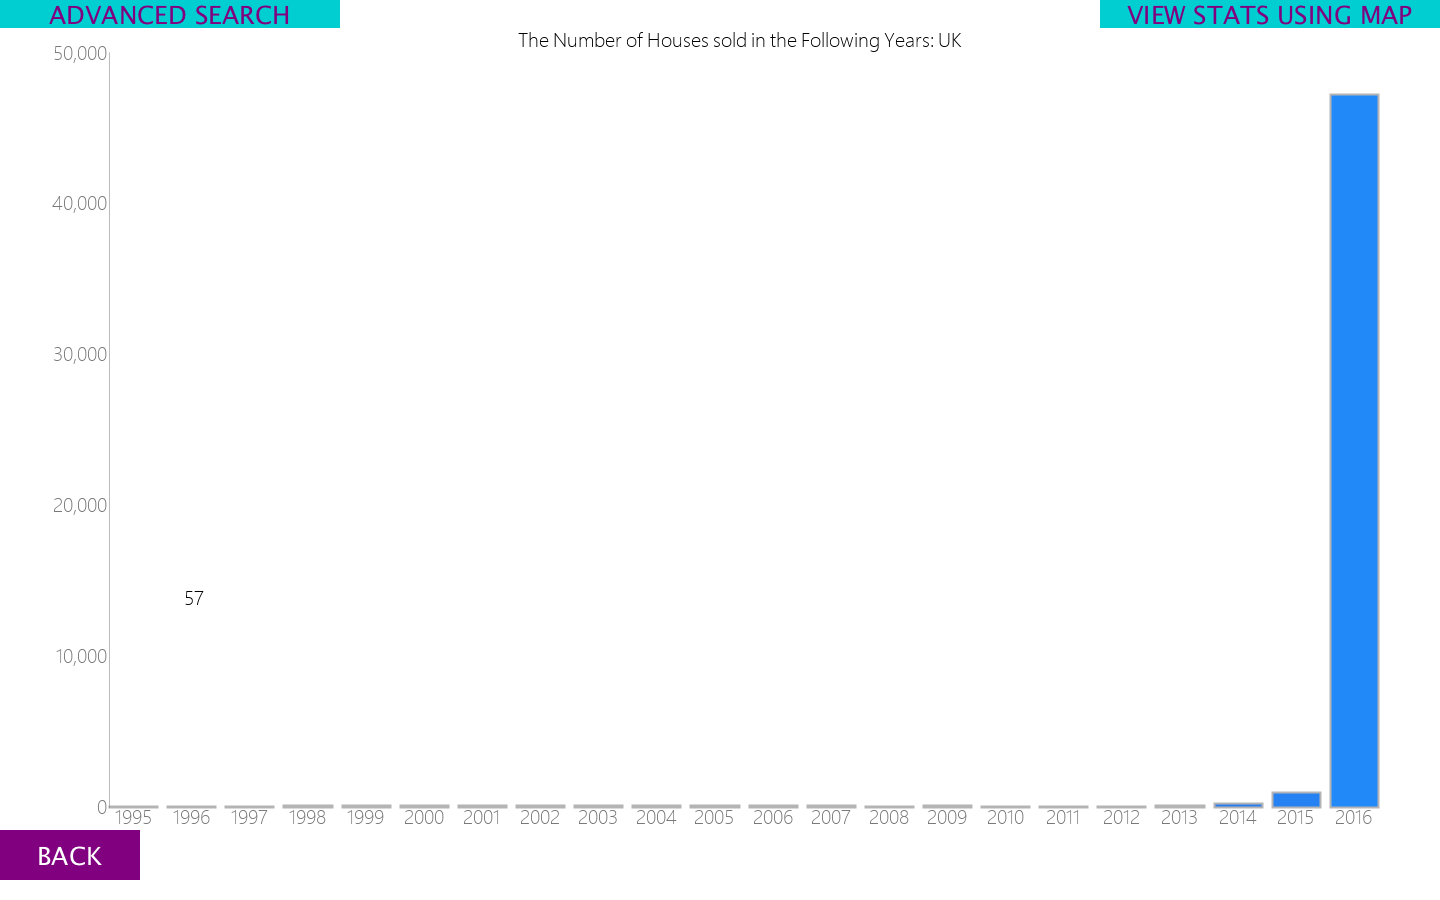 ADVANCED SEARCH
VIEW STATS USING MAP
The Number of Houses sold in the Following Years: UK
50,000
40,000
30,000
20,000
57
10,000
0
1995 1996 1997 1998 1999 2000 2001 2002 2003 2004 2005 2006 2007 2008 2009 2010 2011 2012 2013 2014 2015 2016
BACK